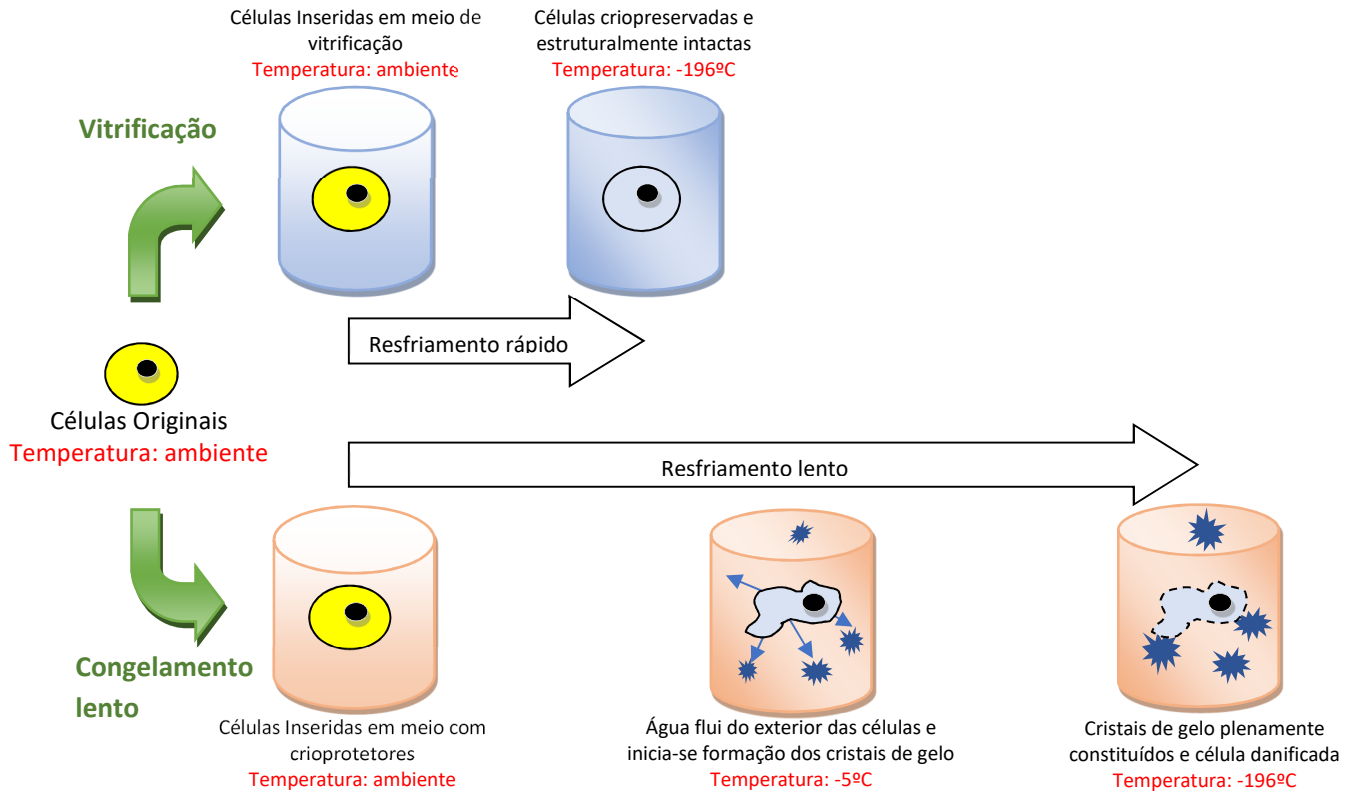 Células Inseridas em meio de
vitrificação
Temperatura: ambiente
Células criopreservadas e
estruturalmente intactas
Temperatura: -196ºC
Vitrificação
Resfriamento rápido
Células Originais
Temperatura: ambiente
Resfriamento lento
Congelamento
lento
Células Inseridas em meio com
crioprotetores
Temperatura: ambiente
Água flui do exterior das células e
inicia-se formação dos cristais de gelo
Temperatura: -5ºC
Cristais de gelo plenamente
constituídos e célula danificada
Temperatura: -196ºC